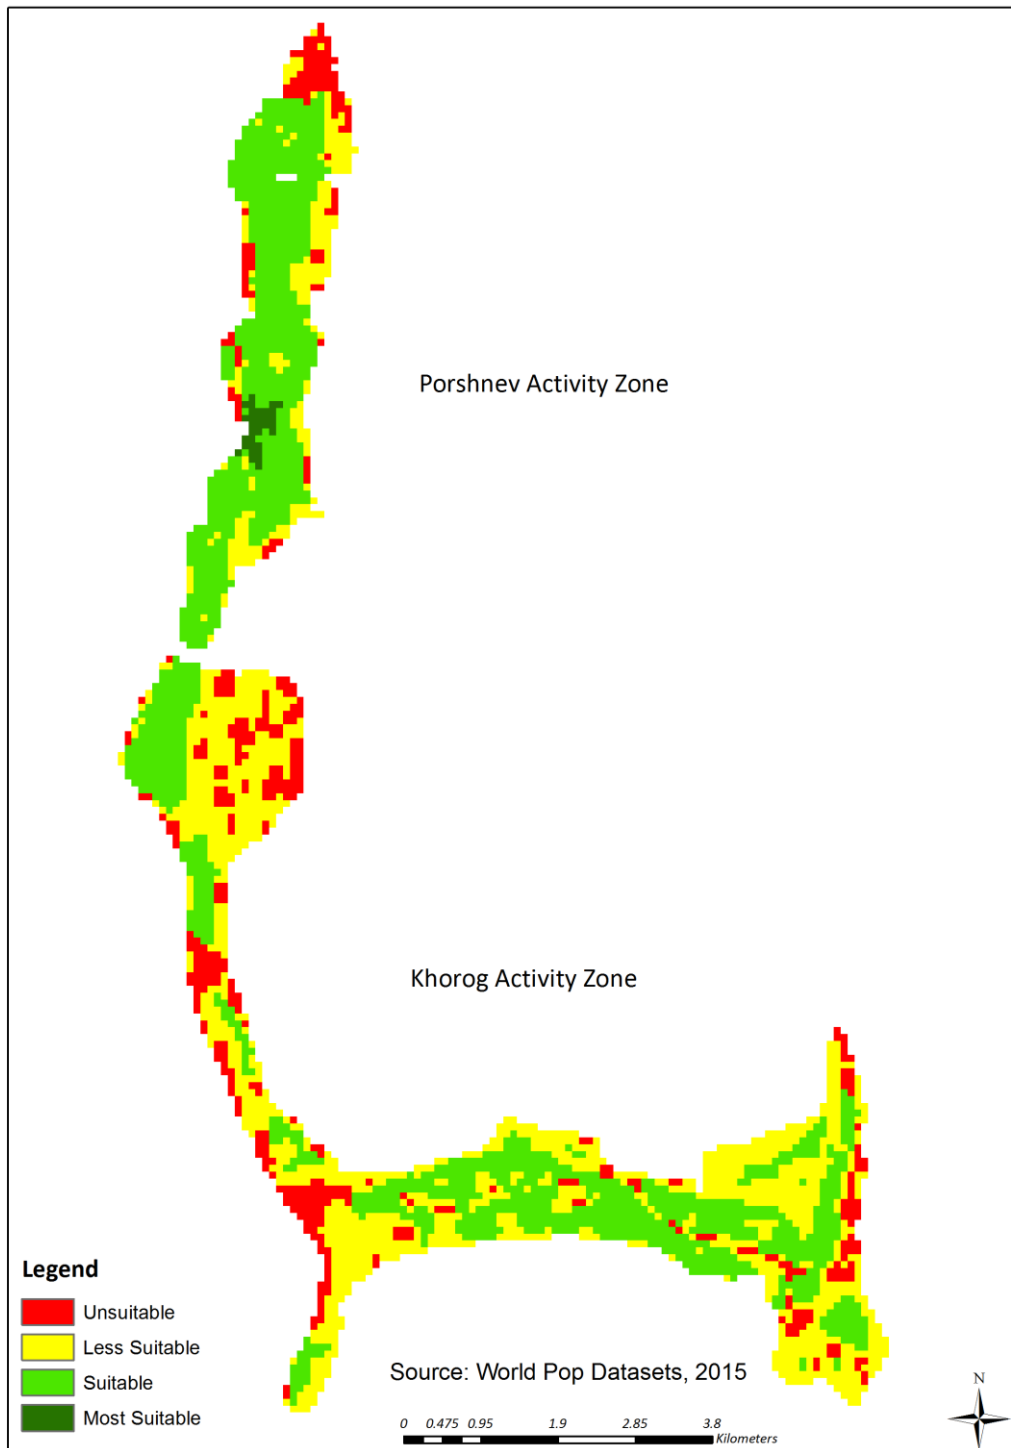 Porshnev Activity Zone
Khorog Activity Zone
Legend
Unsuitable
Less Suitable
Suitable
Most Suitable
Source: World Pop Datasets, 2015
N
0 0.475 0.95 1.9 2.85 3.8
Kilometers